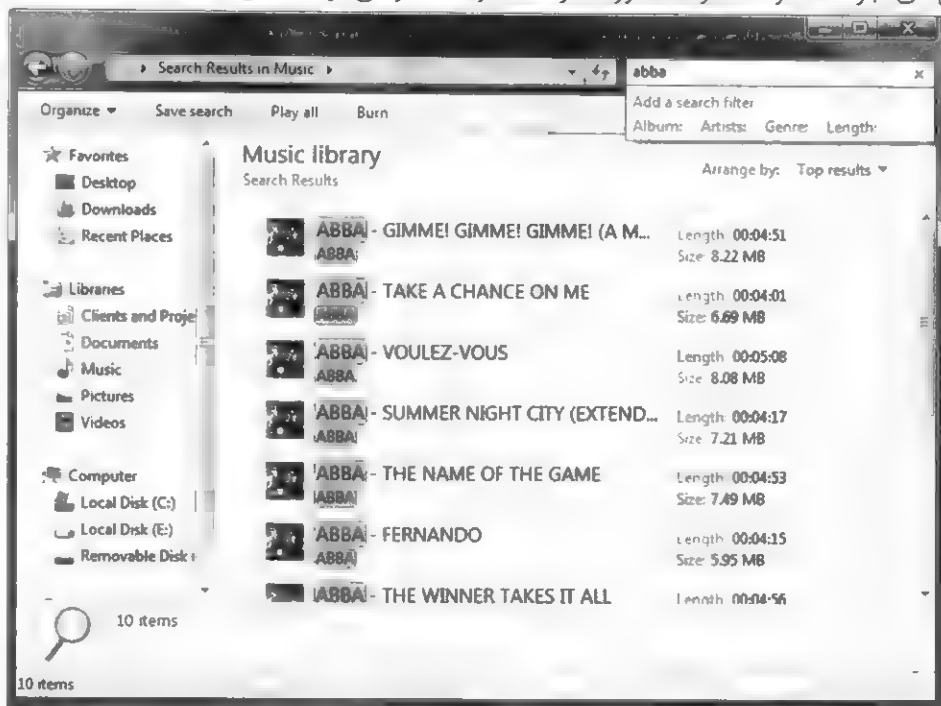 Search Results in Music
abba
Organize Save search Play all Burn
Add a search filter
Album: Artists: Genre: Length:
Favorites
Desktop
Downloads
Recent Places
Libraries
Clients and Proje
Documents
Music
Pictures
Videos
Computer
Local Disk (C:)
Local Disk (E:)
Removable Disk
Music library
Search Results
Arrange by: Top results
ABBA - GIMME! GIMME! GIMME! (A M...
ABBA
Length: 00:04:51
Size: 8.22 MB
ABBA - TAKE A CHANCE ON ME
ABBA
Length: 00:04:01
Size: 6.69 MB
ABBA - VOULEZ-VOUS
ABBA
Length: 00:05:08
Size: 8.08 MB
ABBA - SUMMER NIGHT CITY (EXTEND...
ABBA
Length: 00:04:17
Size: 7.21 MB
ABBA - THE NAME OF THE GAME
ABBA
Length: 00:04:53
Size: 7.49 MB
ABBA - FERNANDO
ABBA
Length: 00:04:15
Size: 5.95 MB
ABBA - THE WINNER TAKES IT ALL
Length: 00:04:56
10 items
10 items